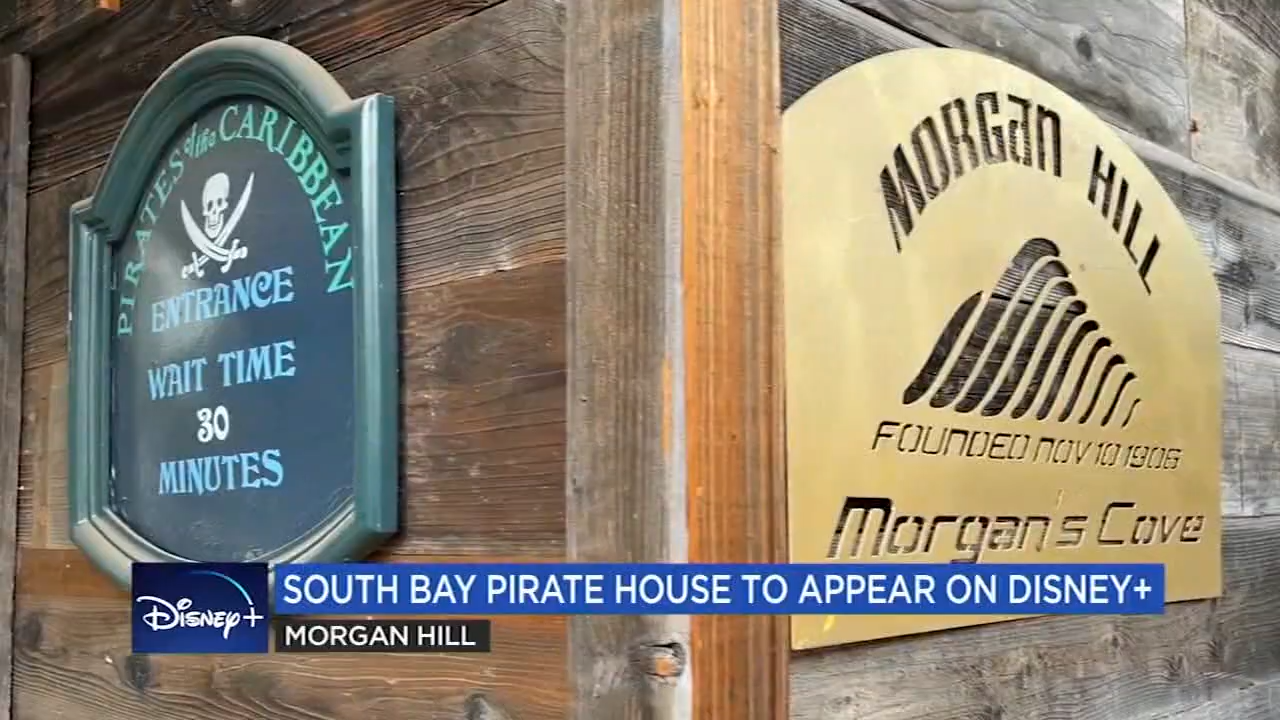 PIRATES of the CARIBBEAN
ENTRANCE
WAIT TIME
30
MINUTES
MORGAN HILL
FOUNDED NOV 10 1906
Morgan's Cove
Disney+
SOUTH BAY PIRATE HOUSE TO APPEAR ON DISNEY+
MORGAN HILL